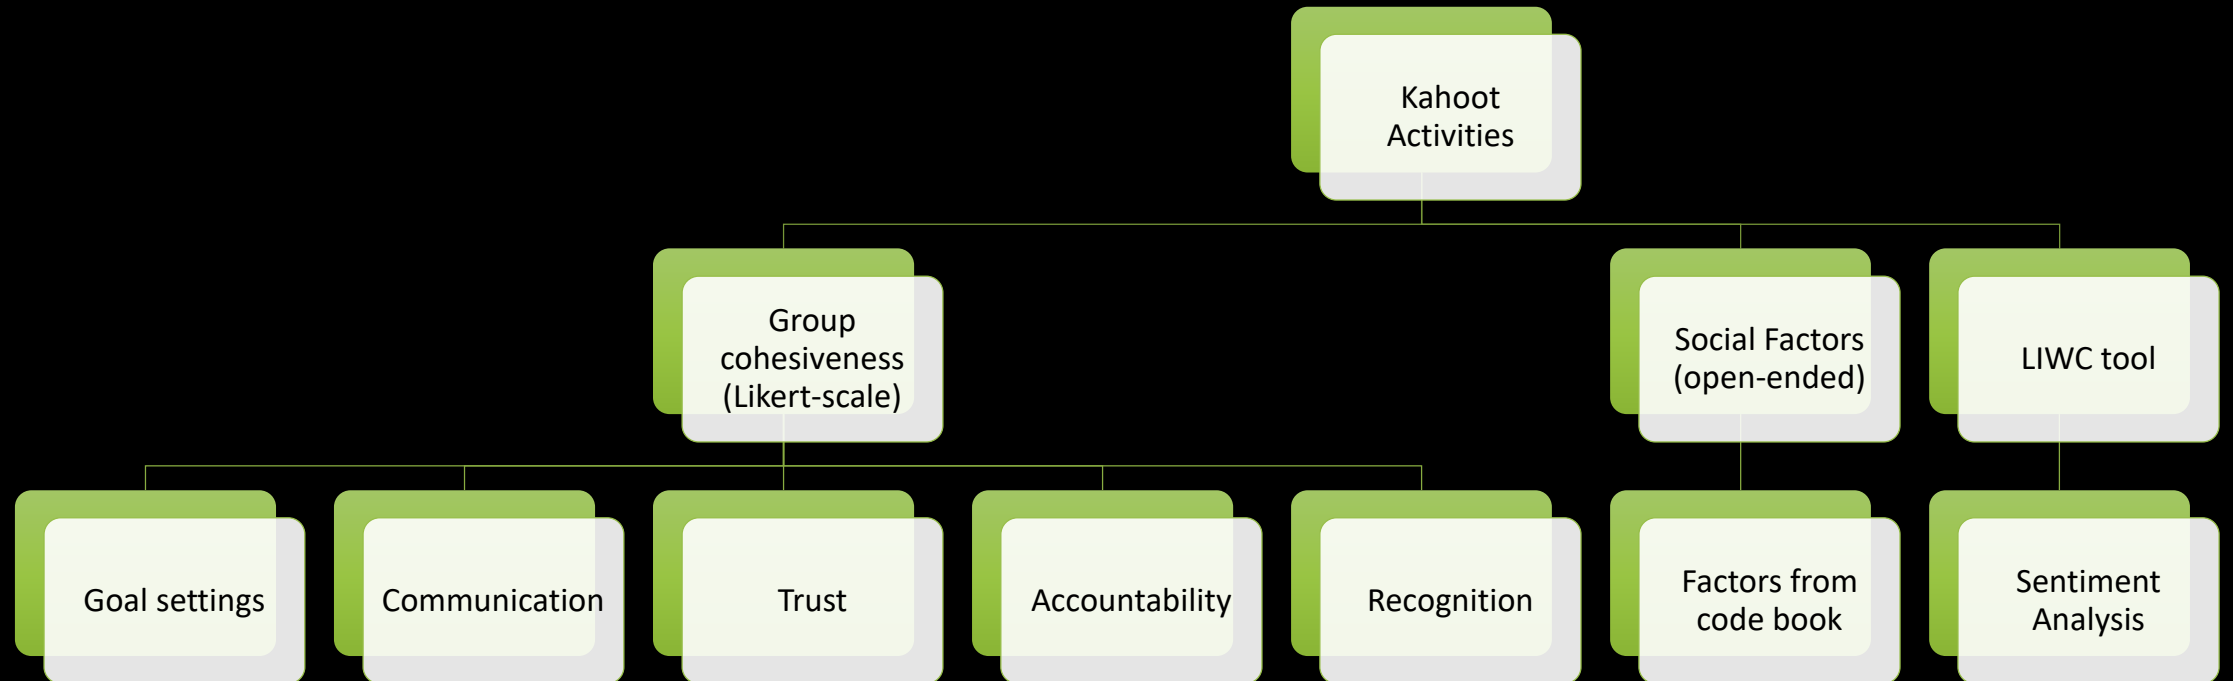 Kahoot
Activities
Group
cohesiveness
(Likert-scale)
Social Factors
(open-ended)
LIWC tool
Goal settings
Communication
Trust
Accountability
Recognition
Factors from
code book
Sentiment
Analysis